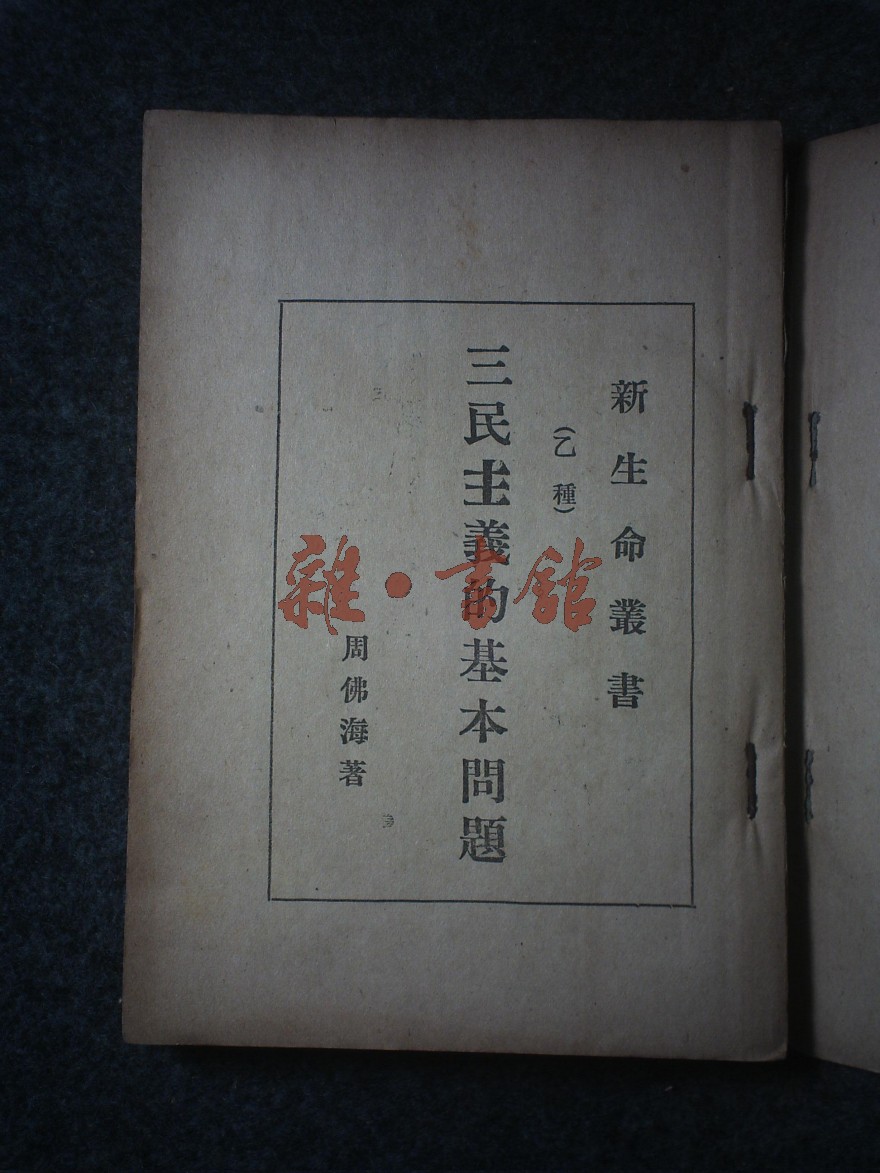 新生命叢書
(乙種)
三民主義的基本問題
周佛海著
雜·書館